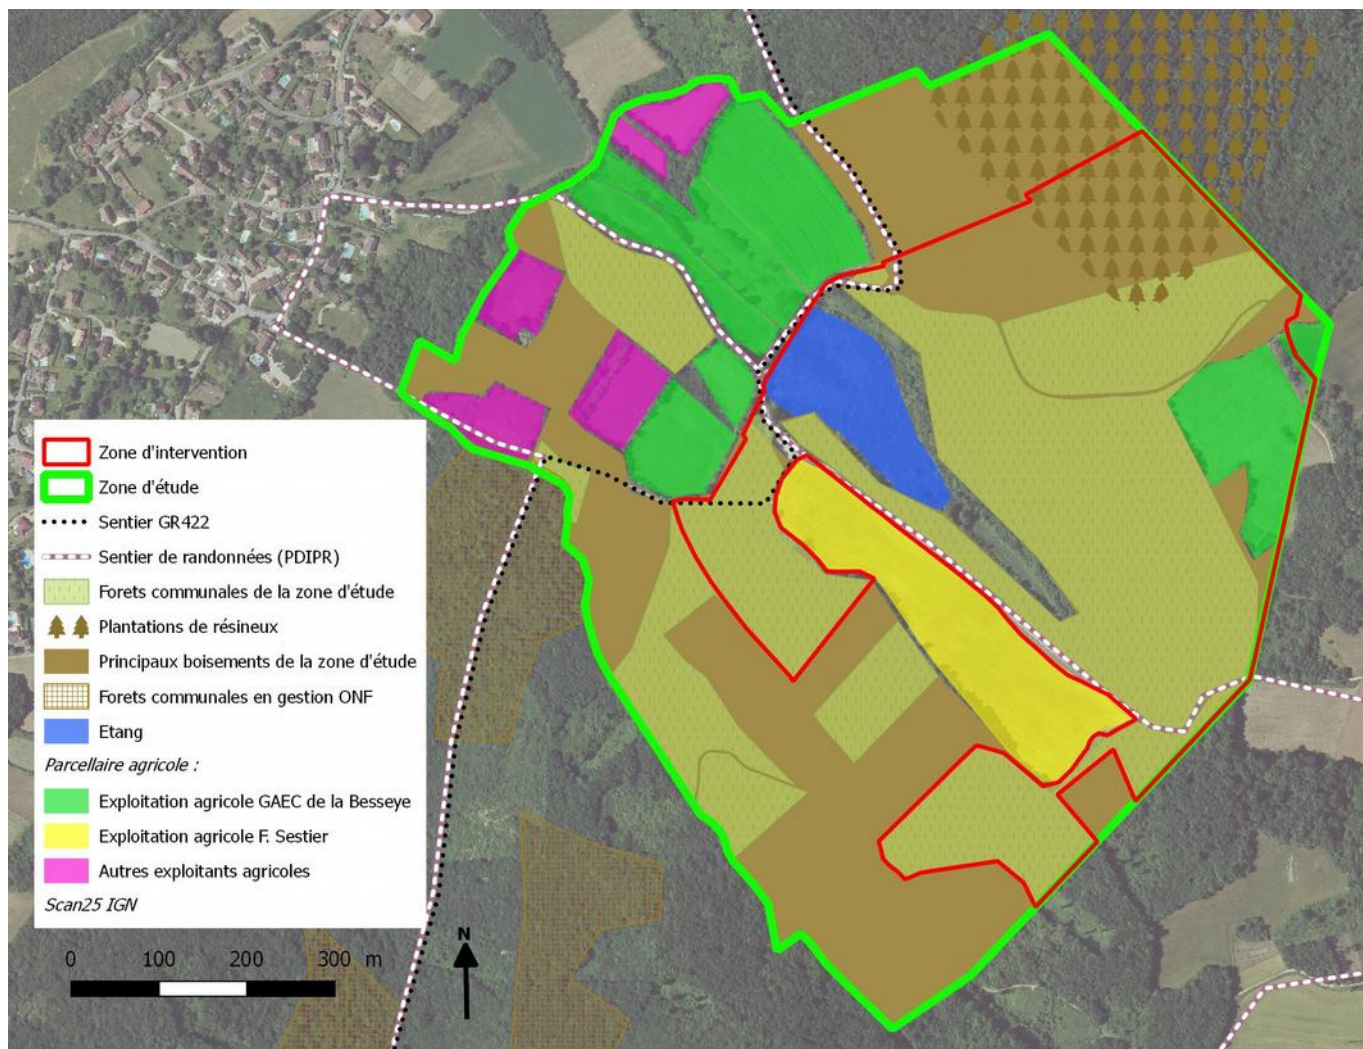 Zone d'intervention
Zone d'étude
Sentier GR422
Sentier de randonnées (PDIPR)
Forets communales de la zone d'étude
Plantations de résineux
Principaux boisements de la zone d'étude
Forets communales en gestion ONF
Etang
Parcellaire agricole :
Exploitation agricole GAEC de la Besseye
Exploitation agricole F. Sestier
Autres exploitants agricoles
Scan25 IGN
N
0 100 200 300 m